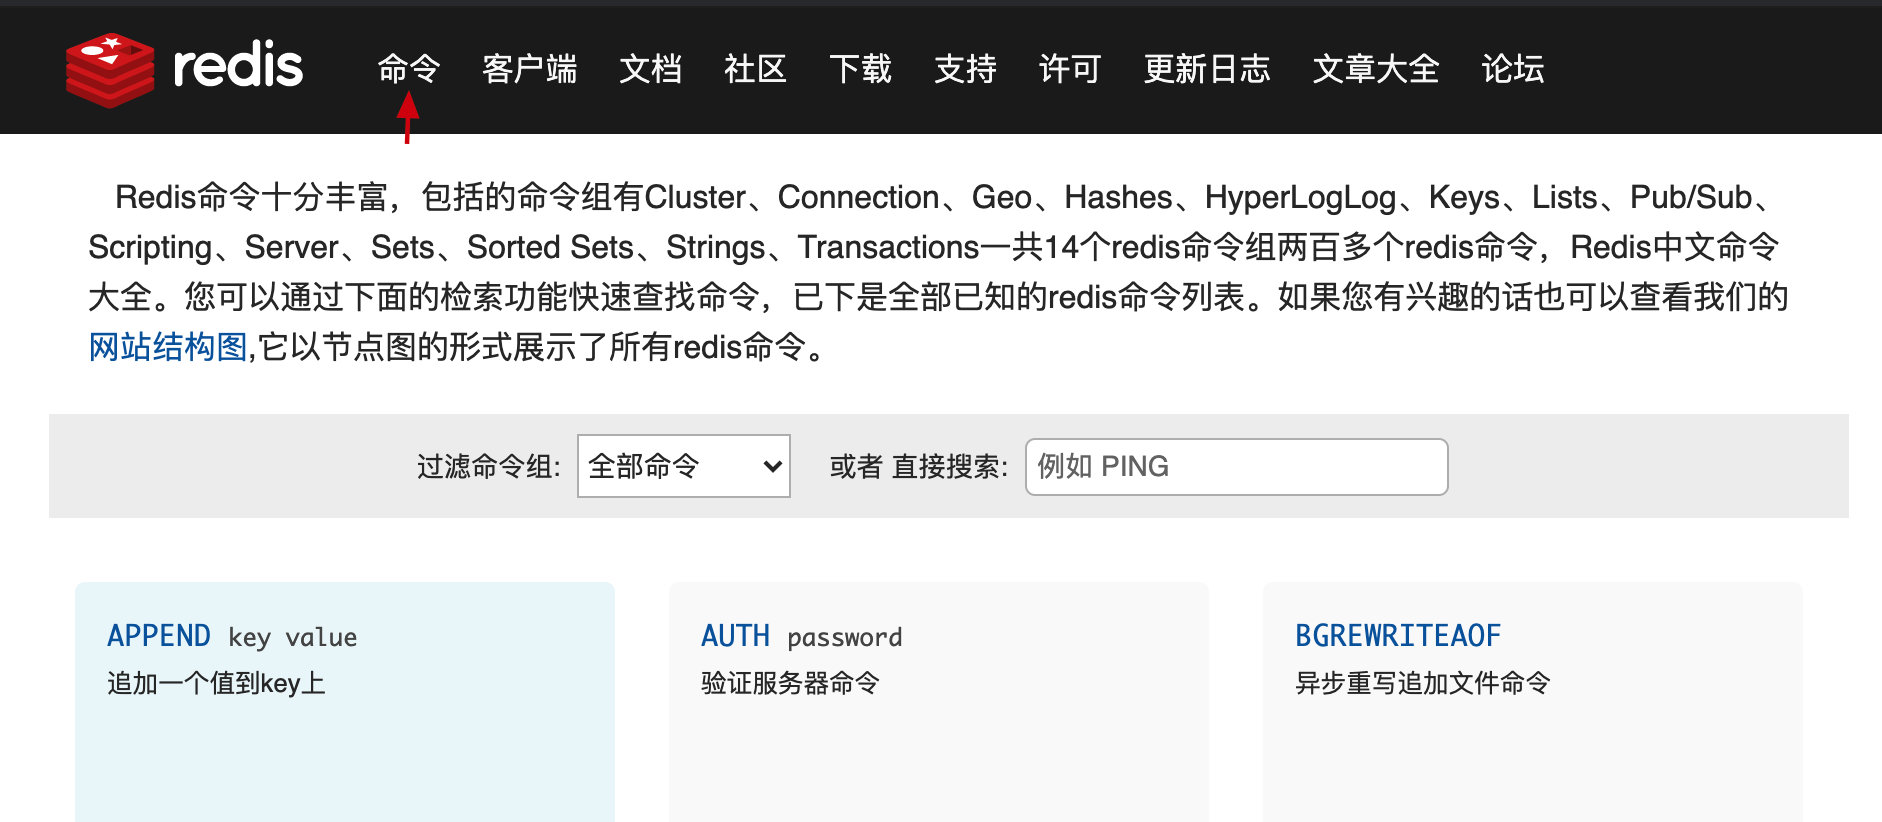 redis 命令 客户端 文档 社区 下载 支持 许可 更新日志 文章大全 论坛
Redis命令十分丰富，包括的命令组有Cluster、Connection、Geo、Hashes、HyperLogLog、Keys、Lists、Pub/Sub、
Scripting、Server、Sets、Sorted Sets、Strings、Transactions一共14个redis命令组两百多个redis命令，Redis中文命令
大全。您可以通过下面的检索功能快速查找命令，已下是全部已知的redis命令列表。如果您有兴趣的话也可以查看我们的
网站结构图,它以节点图的形式展示了所有redis命令。
过滤命令组: 全部命令 或者 直接搜索: 例如 PING
APPEND key value
追加一个值到key上
AUTH password
验证服务器命令
BGREWRITEAOF
异步重写追加文件命令